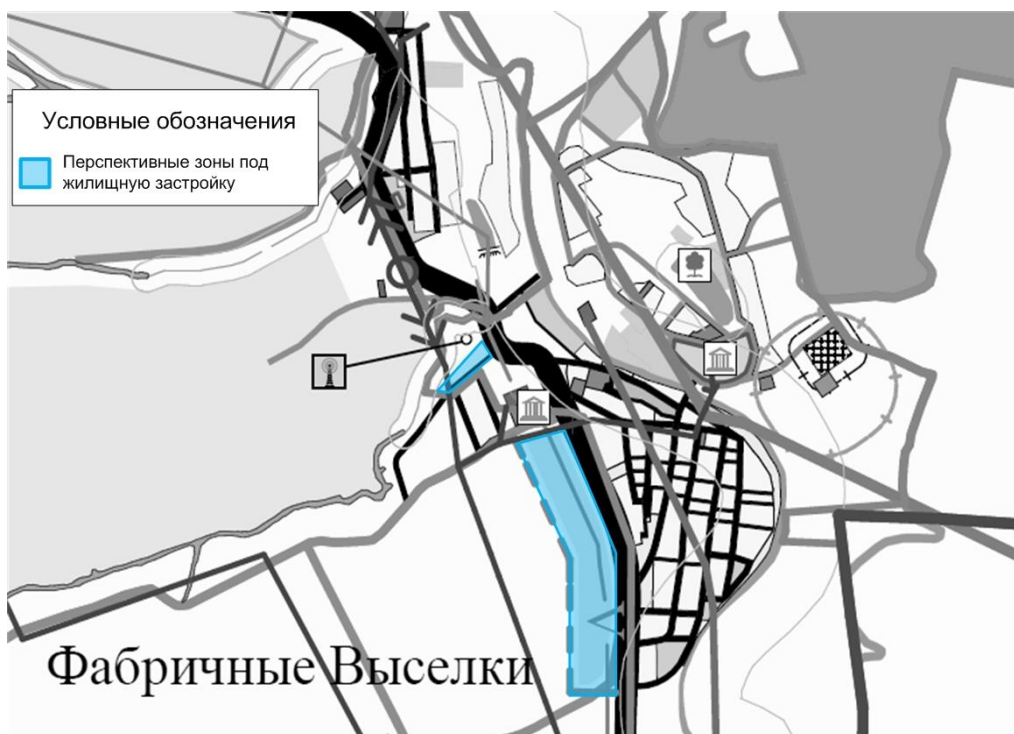 Условные обозначения
Перспективные зоны под
жилищную застройку
Фабричные Выселки